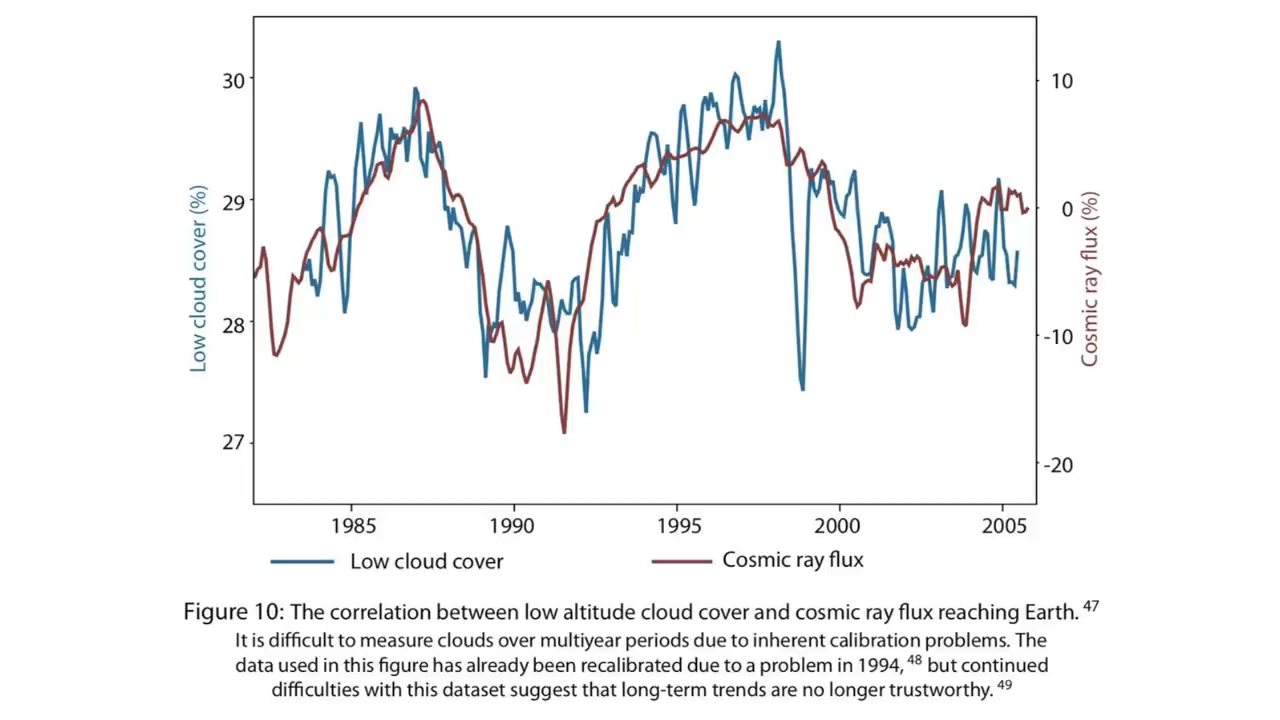 30
29
28
27
Low cloud cover (%)
10
0
-10
-20
Cosmic ray flux (%)
1985 1990 1995 2000 2005
Low cloud cover Cosmic ray flux
Figure 10: The correlation between low altitude cloud cover and cosmic ray flux reaching Earth. 47
It is difficult to measure clouds over multiyear periods due to inherent calibration problems. The
data used in this figure has already been recalibrated due to a problem in 1994, 48 but continued
difficulties with this dataset suggest that long-term trends are no longer trustworthy. 49